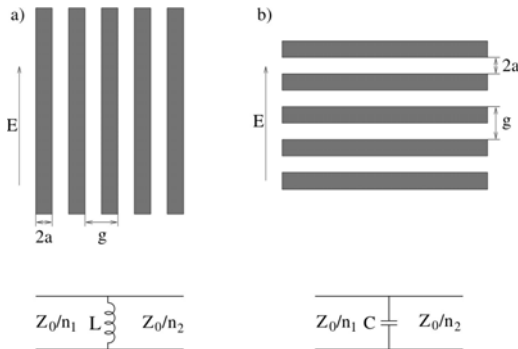 a)
E
2a
g
Z₀/n₁ L Z₀/n₂
b)
2a
g
E
Z₀/n₁ C Z₀/n₂